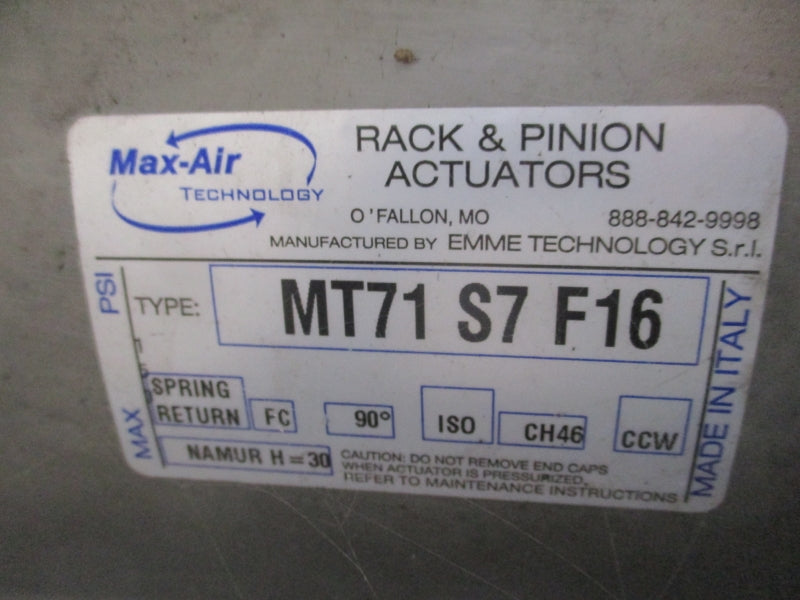 Max-Air
TECHNOLOGY
RACK & PINION
ACTUATORS
O'FALLON, MO 888-842-9998
MANUFACTURED BY EMME TECHNOLOGY S.r.l.
MAX PSI
TYPE: MT71 S7 F16
SPRING
RETURN FC 90° ISO CH46 CCW
NAMUR H=30
CAUTION: DO NOT REMOVE END CAPS
WHEN ACTUATOR IS PRESSURIZED.
REFER TO MAINTENANCE INSTRUCTIONS
MADE IN ITALY